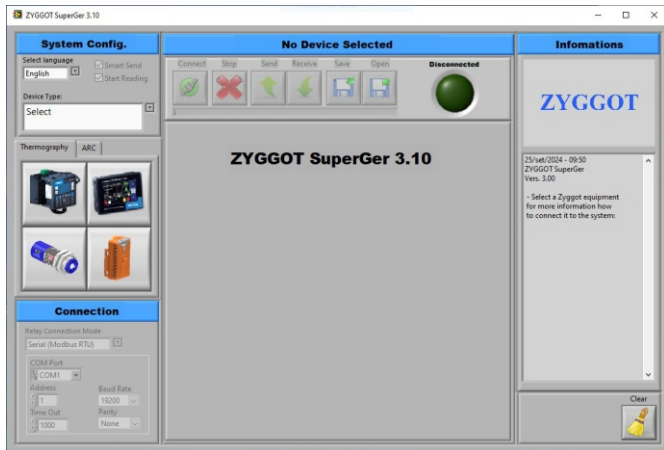 ZYGGOT SuperGer 3.10
System Config.
Select language
English
Smart Send
Start Reading
Device Type:
Select
Thermography
ARC
Connection
Relay Connection Mode
Serial (Modbus RTU)
COM Port
COM1
Address
Baud Rate
1
19200
Time Out
Parity
1000
None
No Device Selected
Connect
Stop
Send
Receive
Save
Open
Disconnected
ZYGGOT SuperGer 3.10
Infomations
ZYGGOT
25/set/2024 - 09:50
ZYGGOT SuperGer
Vers. 3.00
- Select a Zyggot equipment
for more information how
to connect it to the system:
Clear